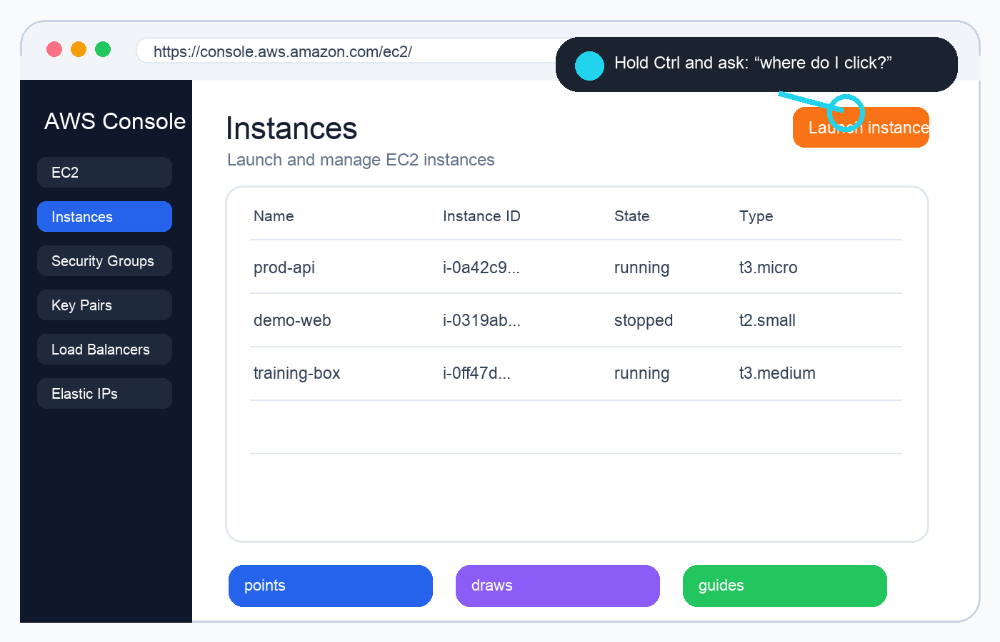 https://console.aws.amazon.com/ec2/
Hold Ctrl and ask: “where do I click?”
AWS Console
EC2
Instances
Security Groups
Key Pairs
Load Balancers
Elastic IPs
Instances
Launch instance
Launch and manage EC2 instances
Name Instance ID State Type
prod-api i-0a42c9... running t3.micro
demo-web i-0319ab... stopped t2.small
training-box i-0ff47d... running t3.medium
points
draws
guides